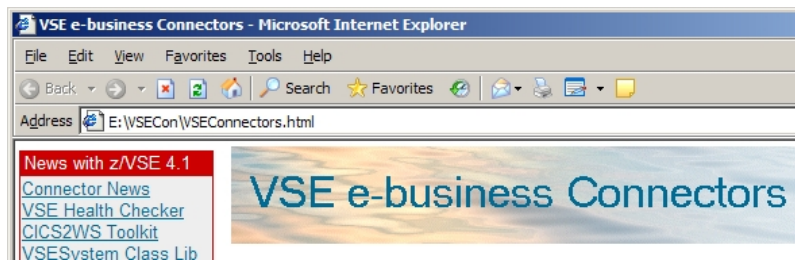 VSE e-business Connectors - Microsoft Internet Explorer
File Edit View Favorites Tools Help
Back Search Favorites
Address E:\VSECon\VSEConnectors.html
News with z/VSE 4.1
Connector News
VSE Health Checker
CICS2WS Toolkit
VSESystem Class Lib
VSE e-business Connectors